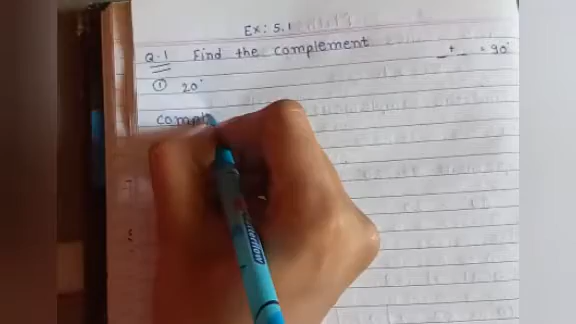 Ex: 5.1
Q.1 Find the complement _ + _ = 90°
① 20°
compl